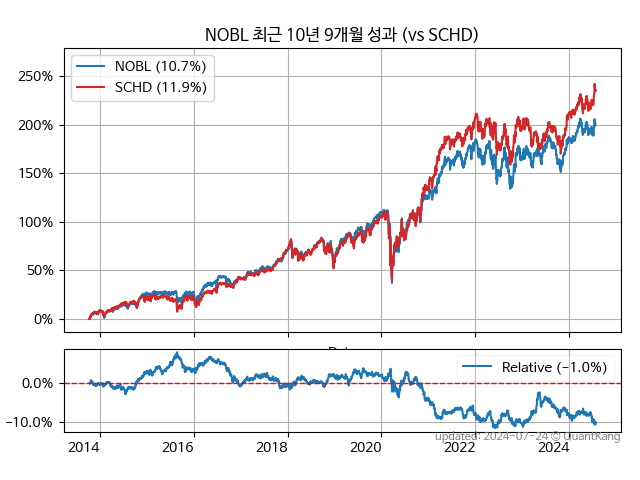 NOBL 최근 10년 9개월 성과 (vs SCHD)
NOBL (10.7%)
SCHD (11.9%)
250%
200%
150%
100%
50%
0%
Relative (−1.0%)
0.0%
−10.0%
updated: 2024-07-24 © QuantKang
2014 2016 2018 2020 2022 2024